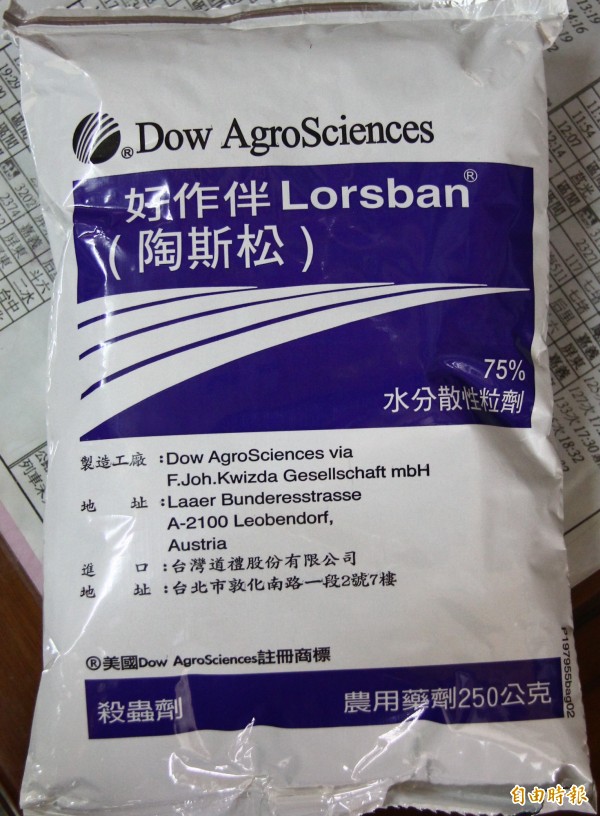 ® Dow AgroSciences
好作伴 Lorsban®
(陶斯松)
75%
水分散性粒劑
製造工廠:Dow AgroSciences via
F.Joh.Kwizda Gesellschaft mbH
地 址:Laaer Bunderesstrasse
A-2100 Leobendorf,
Austria
進 口:台灣道禮股份有限公司
地 址:台北市敦化南路一段2號7樓
®美國Dow AgroSciences註冊商標
殺蟲劑 農用藥劑250公克
P197955bag02
自由時報